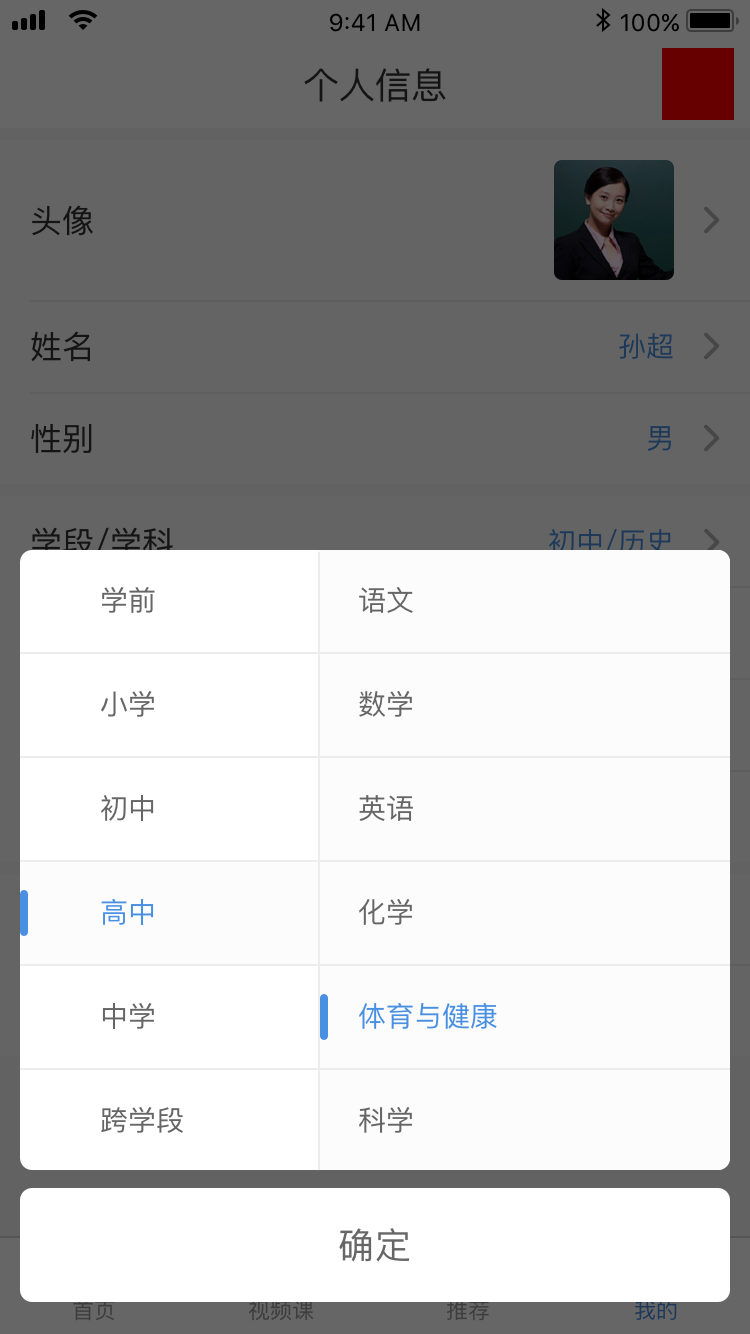 9:41 AM 100%
个人信息
头像
姓名 孙超
性别 男
学段/学科 初中/历史
学前 语文
小学 数学
初中 英语
高中 化学
中学 体育与健康
跨学段 科学
确定
首页 视频课 推荐 我的